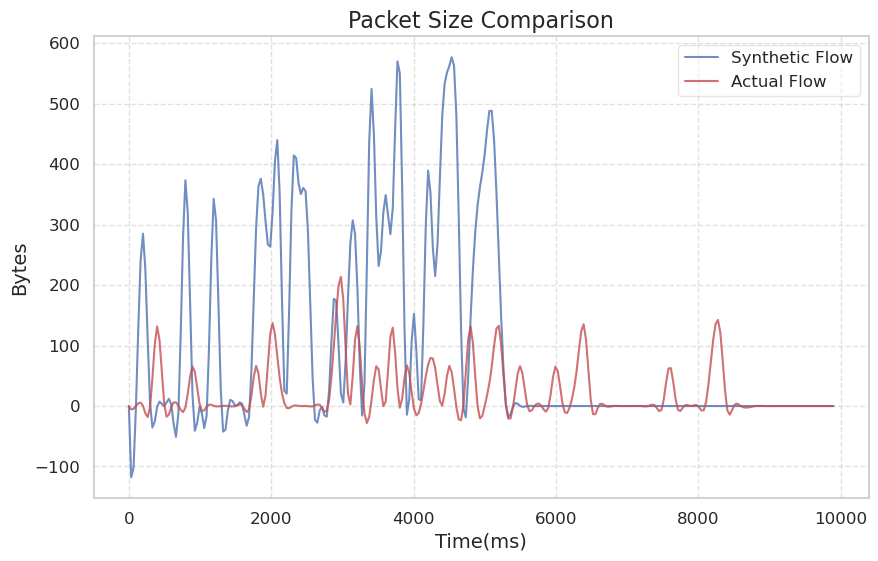 Packet Size Comparison
Synthetic Flow
Actual Flow
600
500
400
300
200
100
0
−100
Bytes
0 2000 4000 6000 8000 10000
Time(ms)